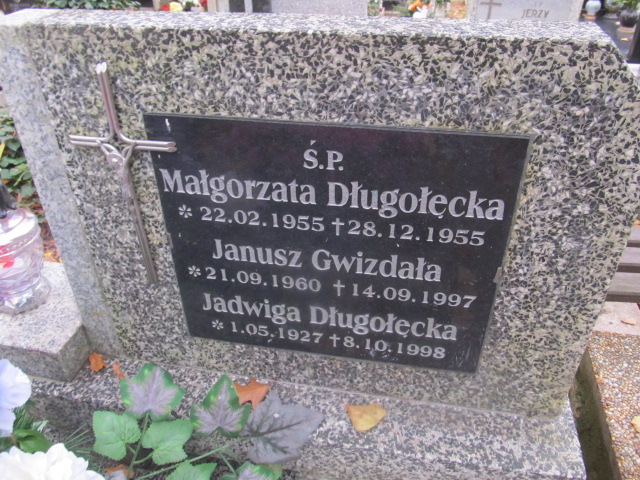 JERZY
Ś.P.
Małgorzata Długołęcka
* 22.02.1955 † 28.12.1955
Janusz Gwizdała
* 21.09.1960 † 14.09.1997
Jadwiga Długołęcka
* 1.05.1927 † 8.10.1998